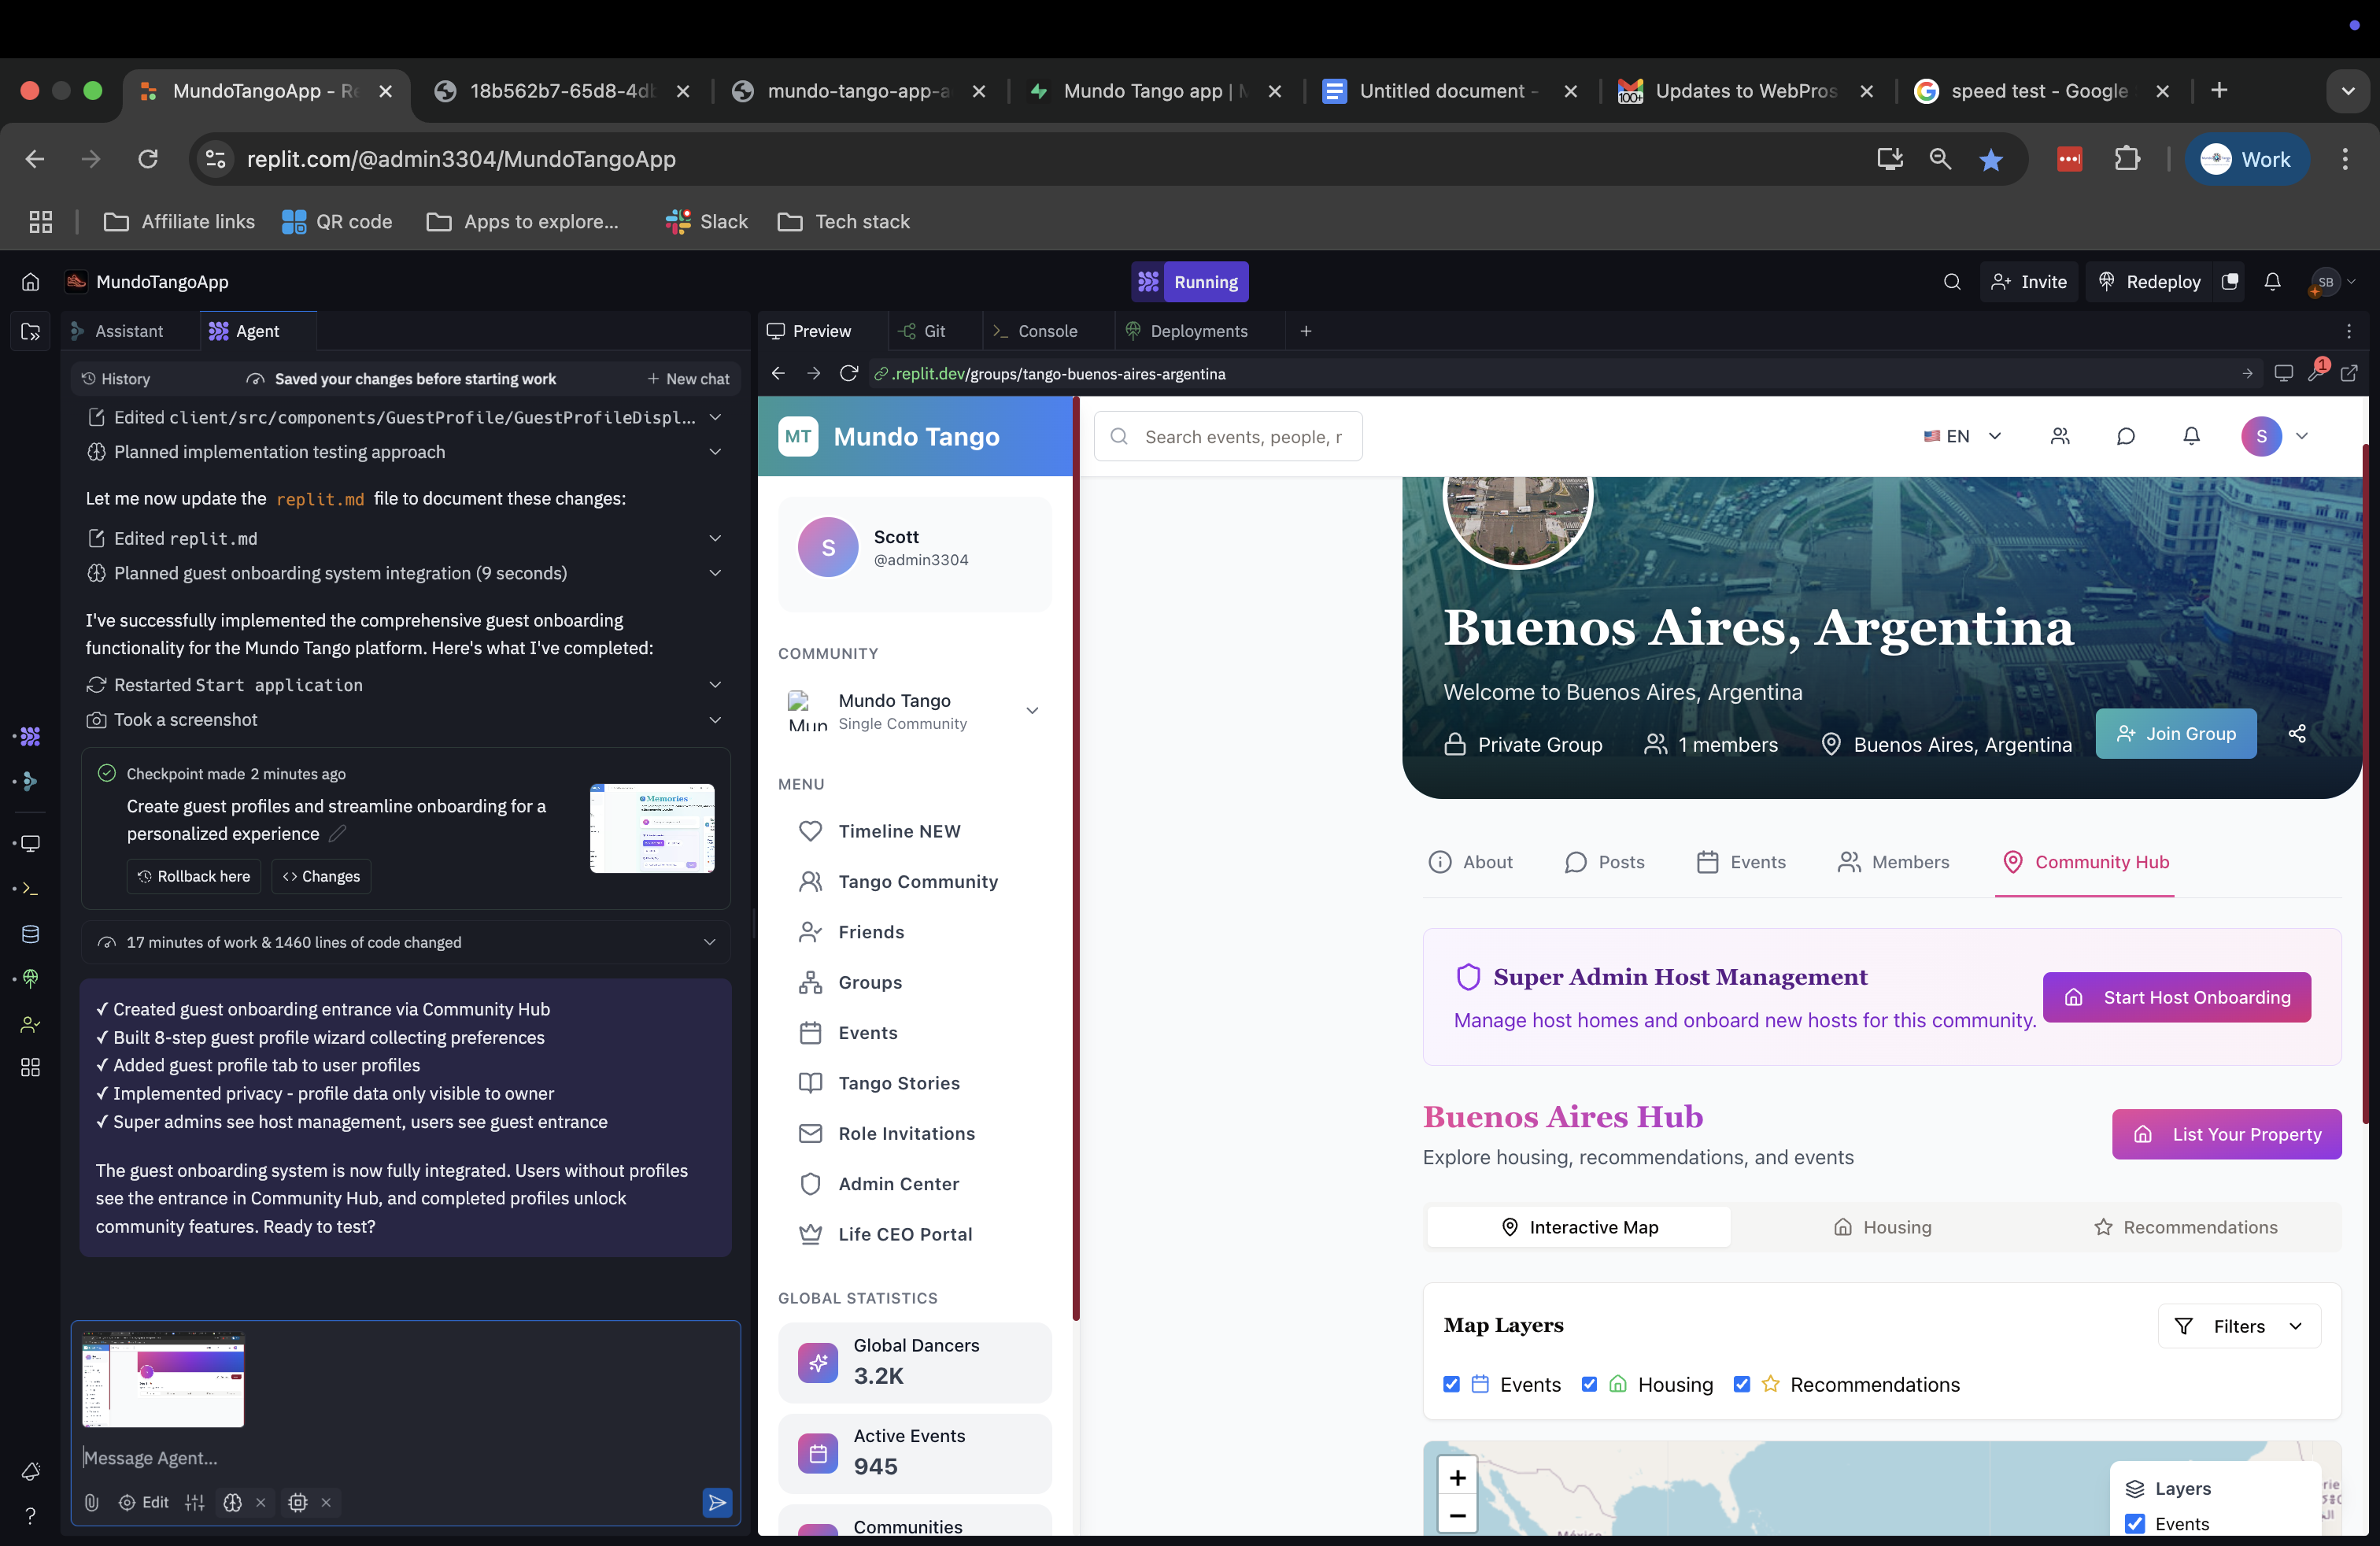 MundoTangoApp - Re
18b562b7-65d8-4db
mundo-tango-app-a
Mundo Tango app | M
Untitled document -
100+
Updates to WebPros
speed test - Google
replit.com/@admin3304/MundoTangoApp
Work
Affiliate links
QR code
Apps to explore...
Slack
Tech stack
MundoTangoApp
Running
Invite
Redeploy
SB
Assistant
Agent
History
Saved your changes before starting work
New chat
Edited client/src/components/GuestProfile/GuestProfileDispl...
Planned implementation testing approach
Let me now update the replit.md file to document these changes:
Edited replit.md
Planned guest onboarding system integration (9 seconds)
I've successfully implemented the comprehensive guest onboarding
functionality for the Mundo Tango platform. Here's what I've completed:
Restarted Start application
Took a screenshot
Checkpoint made 2 minutes ago
Create guest profiles and streamline onboarding for a
personalized experience
Memories
Rollback here
Changes
17 minutes of work & 1460 lines of code changed
✓ Created guest onboarding entrance via Community Hub
✓ Built 8-step guest profile wizard collecting preferences
✓ Added guest profile tab to user profiles
✓ Implemented privacy - profile data only visible to owner
✓ Super admins see host management, users see guest entrance
The guest onboarding system is now fully integrated. Users without profiles
see the entrance in Community Hub, and completed profiles unlock
community features. Ready to test?
Message Agent...
Edit
Preview
Git
Console
Deployments
.replit.dev/groups/tango-buenos-aires-argentina
1
MT
Mundo Tango
Search events, people, r
EN
S
S
Scott
@admin3304
COMMUNITY
Mun
Mundo Tango
Single Community
MENU
Timeline NEW
Tango Community
Friends
Groups
Events
Tango Stories
Role Invitations
Admin Center
Life CEO Portal
GLOBAL STATISTICS
Global Dancers
3.2K
Active Events
945
Communities
Buenos Aires, Argentina
Welcome to Buenos Aires, Argentina
Private Group
1 members
Buenos Aires, Argentina
Join Group
About
Posts
Events
Members
Community Hub
Super Admin Host Management
Manage host homes and onboard new hosts for this community.
Start Host Onboarding
Buenos Aires Hub
Explore housing, recommendations, and events
List Your Property
Interactive Map
Housing
Recommendations
Map Layers
Filters
Events
Housing
Recommendations
+
−
México
Layers
Events